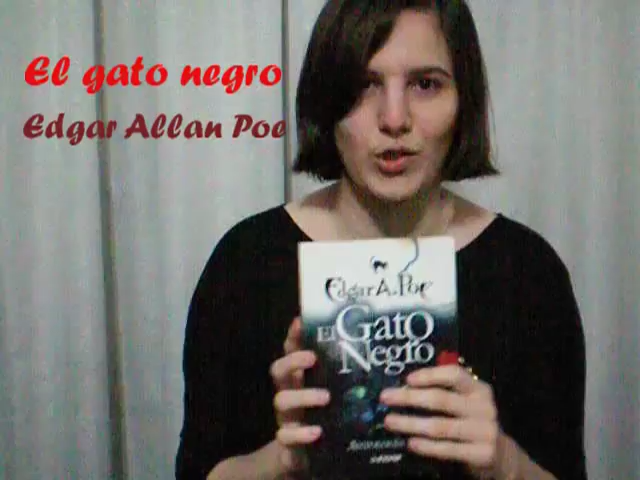 El gato negro
Edgar Allan Poe
Edgar A. Poe
El Gato
Negro